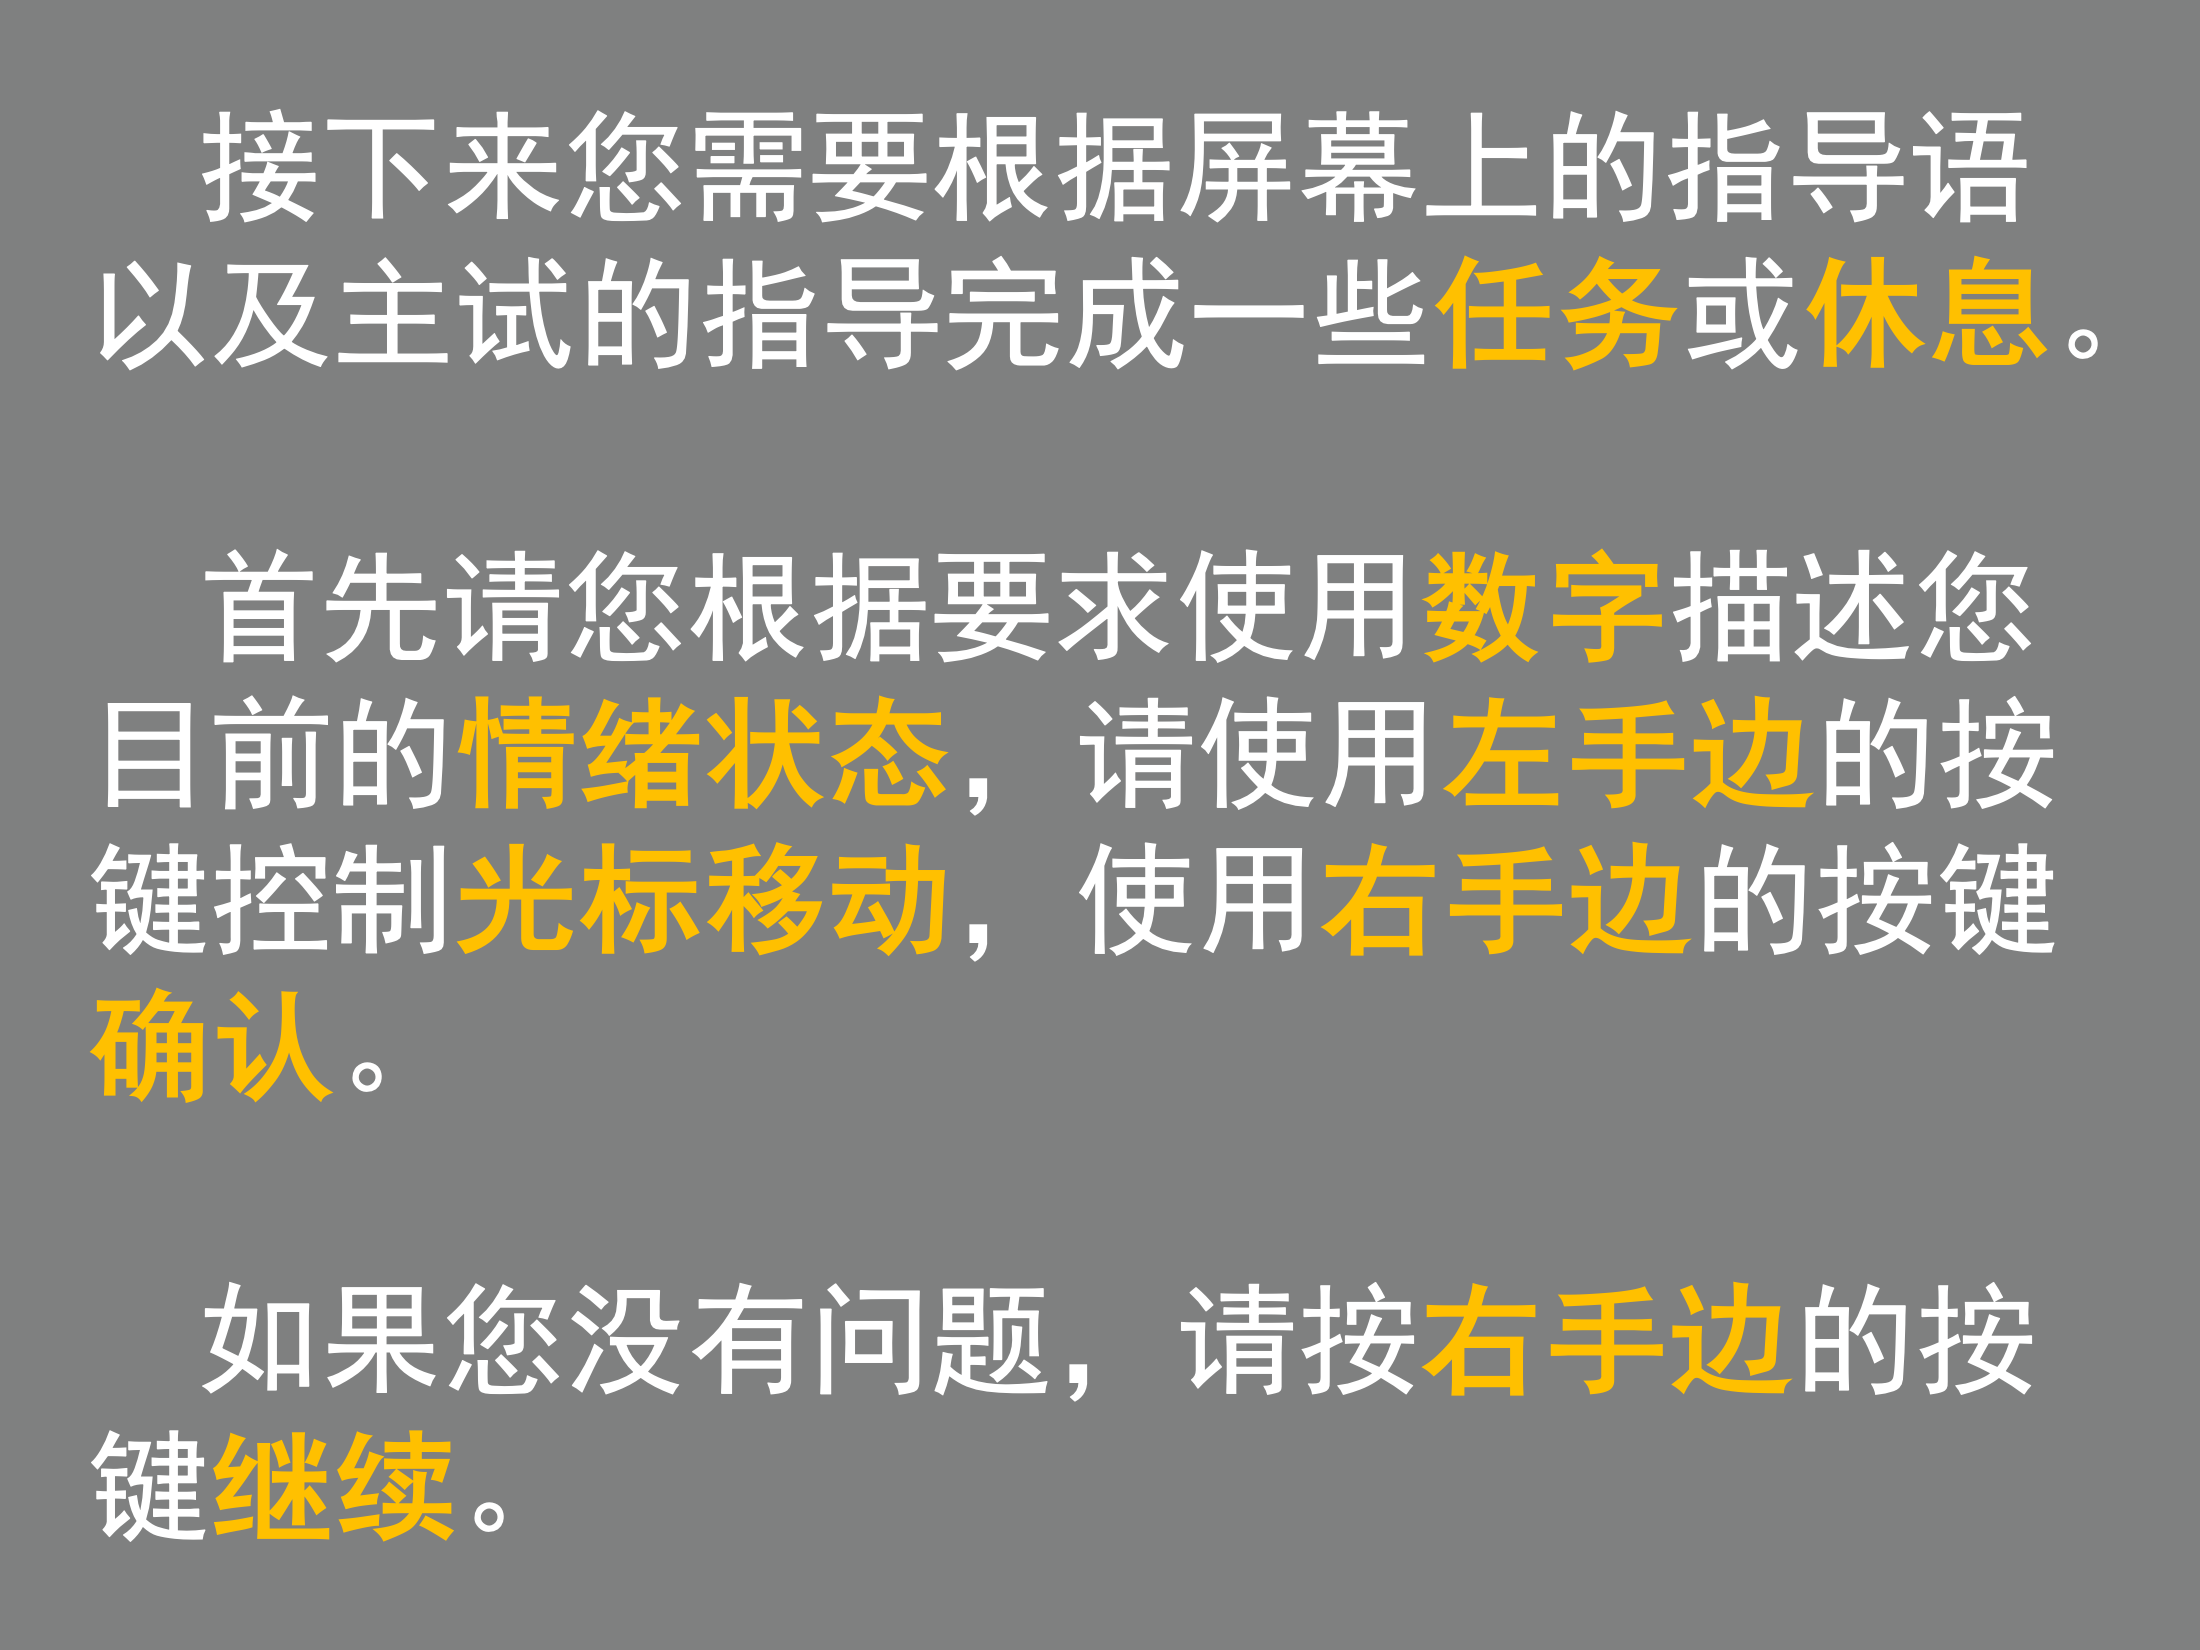 接下来您需要根据屏幕上的指导语
以及主试的指导完成一些任务或休息。
首先请您根据要求使用数字描述您
目前的情绪状态，请使用左手边的按
键控制光标移动，使用右手边的按键
确认。
如果您没有问题，请按右手边的按
键继续。